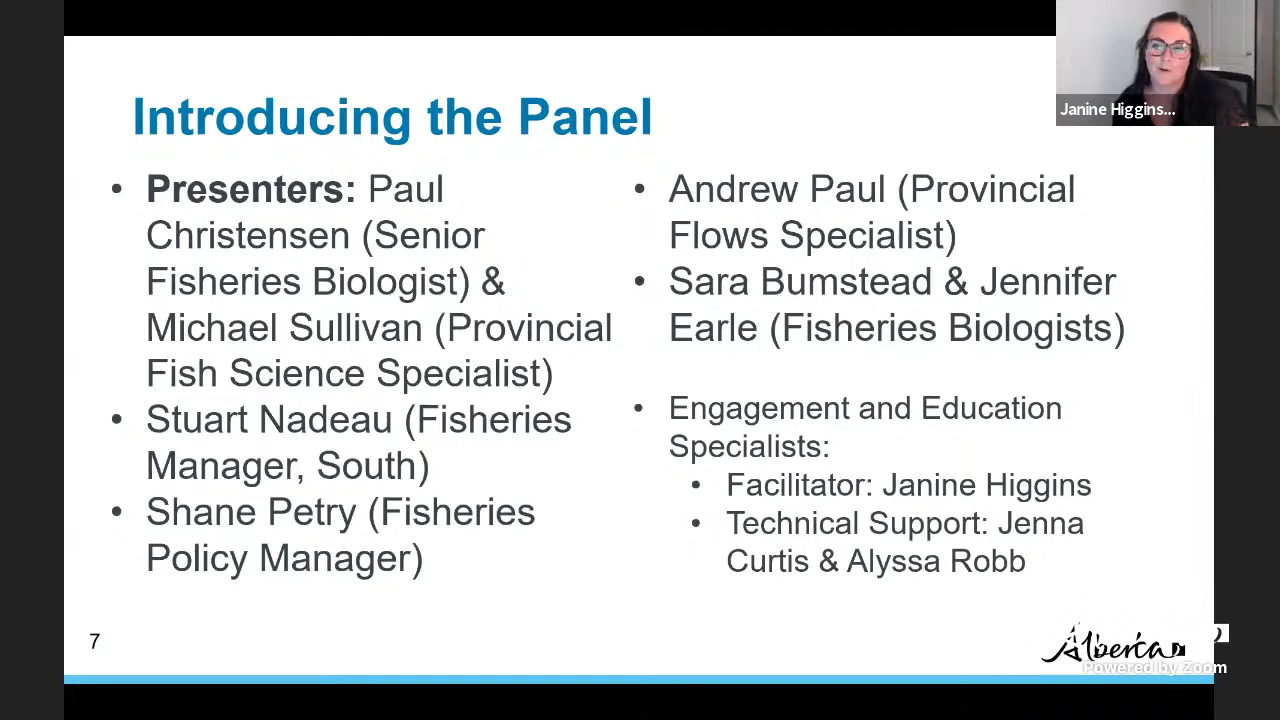 Introducing the Panel
• Presenters: Paul
Christensen (Senior
Fisheries Biologist) &
Michael Sullivan (Provincial
Fish Science Specialist)
• Stuart Nadeau (Fisheries
Manager, South)
• Shane Petry (Fisheries
Policy Manager)
• Andrew Paul (Provincial
Flows Specialist)
• Sara Bumstead & Jennifer
Earle (Fisheries Biologists)
• Engagement and Education
Specialists:
• Facilitator: Janine Higgins
• Technical Support: Jenna
Curtis & Alyssa Robb
7
Alberta
Powered by Zoom
Janine Higgins...